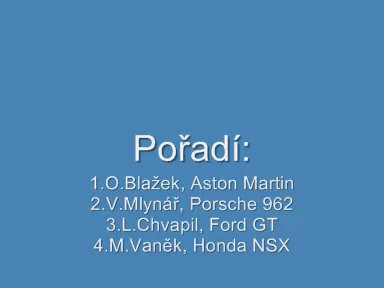 Pořadí:
1.O.Blažek, Aston Martin
2.V.Mlynář, Porsche 962
3.L.Chvapil, Ford GT
4.M.Vaněk, Honda NSX